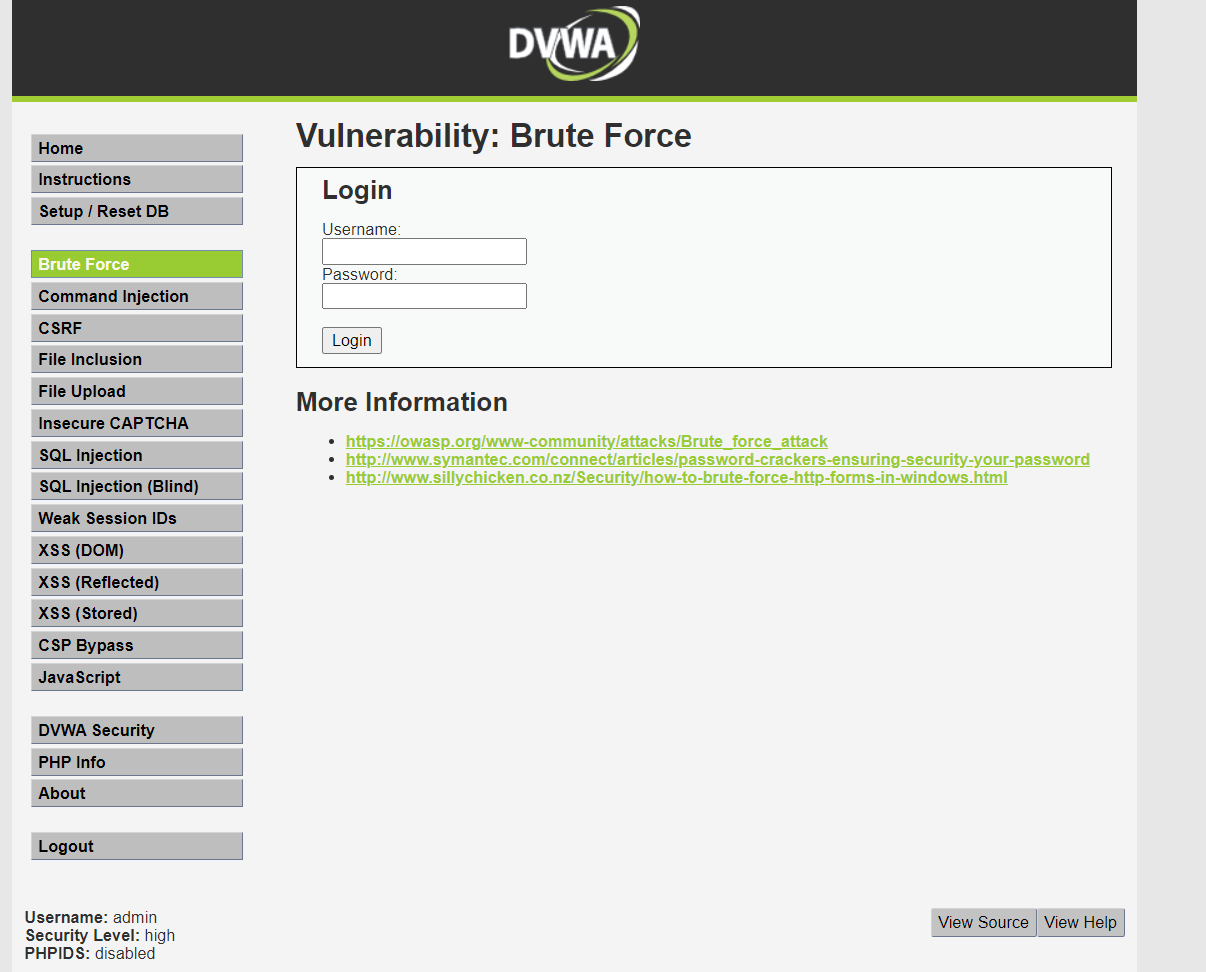 DVWA
Home
Instructions
Setup / Reset DB
Brute Force
Command Injection
CSRF
File Inclusion
File Upload
Insecure CAPTCHA
SQL Injection
SQL Injection (Blind)
Weak Session IDs
XSS (DOM)
XSS (Reflected)
XSS (Stored)
CSP Bypass
JavaScript
DVWA Security
PHP Info
About
Logout
Vulnerability: Brute Force
Login
Username:
Password:
Login
More Information
https://owasp.org/www-community/attacks/Brute_force_attack
http://www.symantec.com/connect/articles/password-crackers-ensuring-security-your-password
http://www.sillychicken.co.nz/Security/how-to-brute-force-http-forms-in-windows.html
Username: admin
Security Level: high
PHPIDS: disabled
View Source View Help